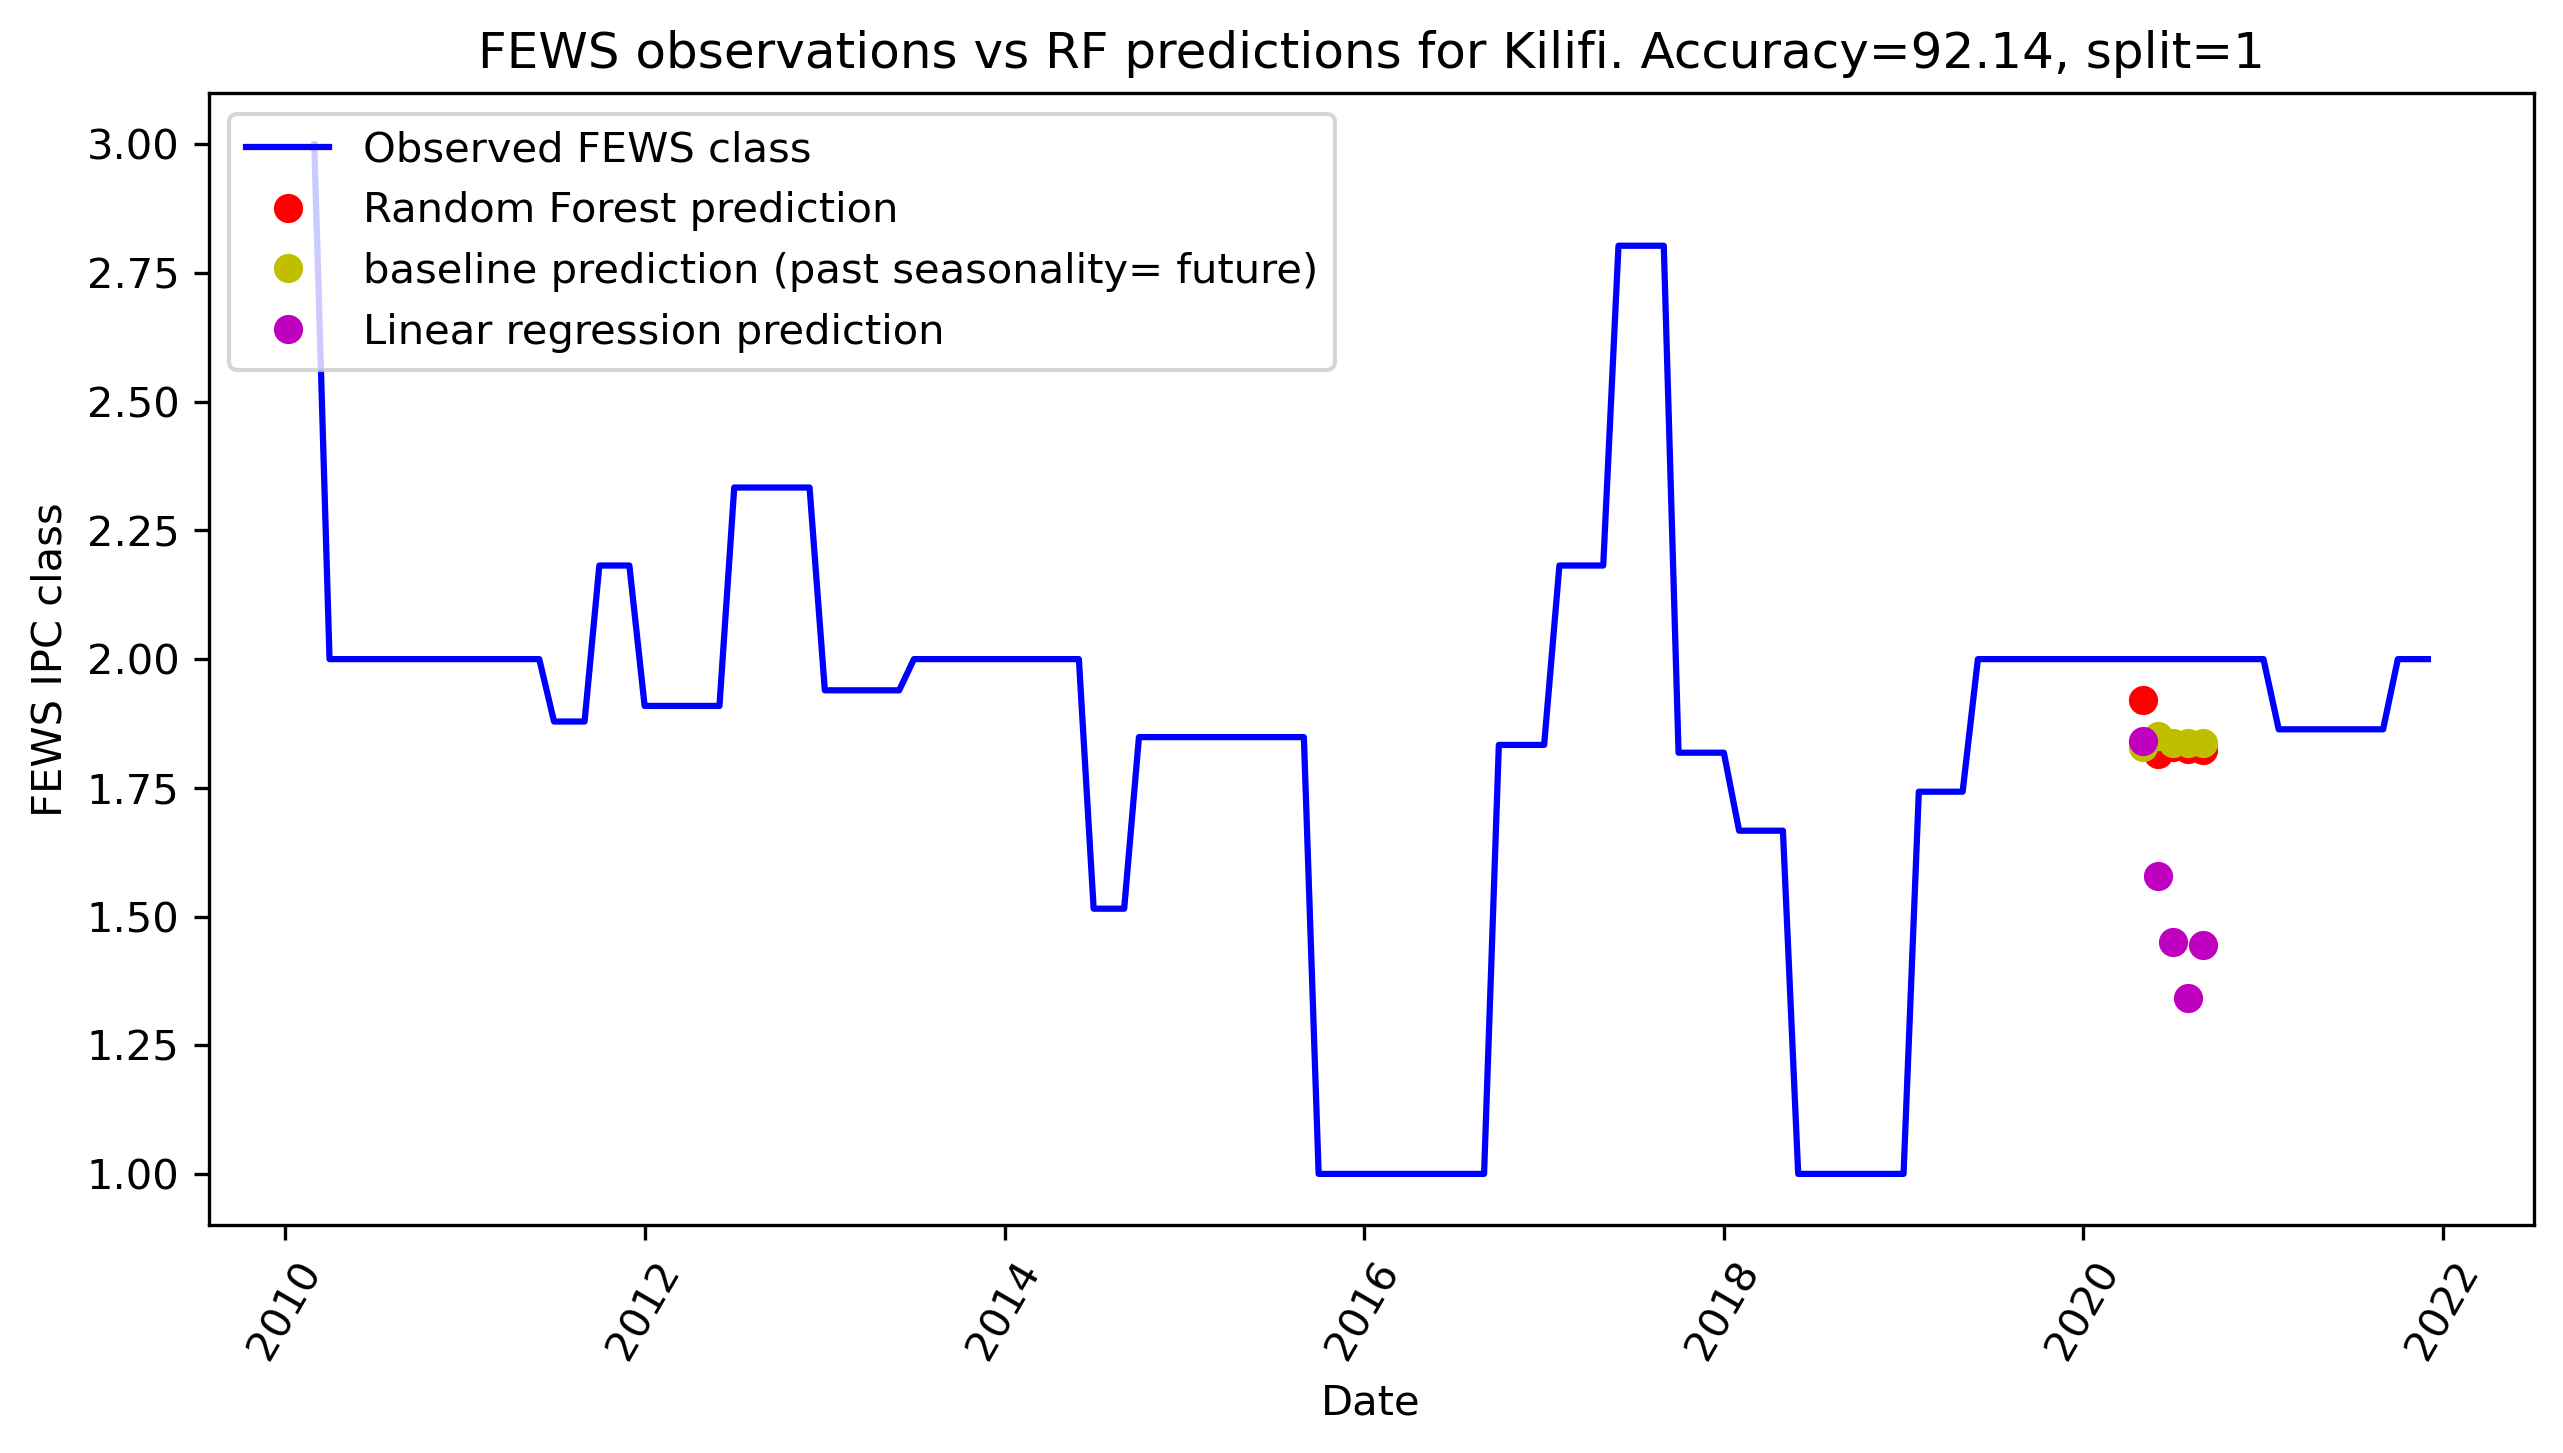 FEWS observations vs RF predictions for Kilifi. Accuracy=92.14, split=1
Observed FEWS class
Random Forest prediction
baseline prediction (past seasonality= future)
Linear regression prediction
FEWS IPC class
3.00
2.75
2.50
2.25
2.00
1.75
1.50
1.25
1.00
2010
2012
2014
2016
2018
2020
2022
Date